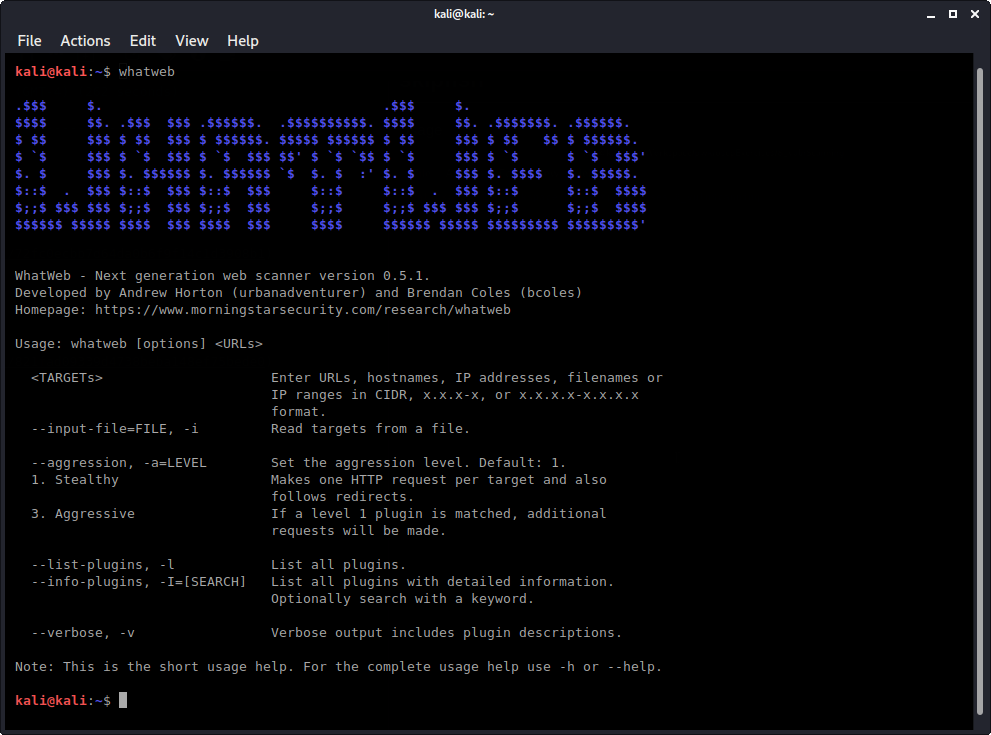 kali@kali: ~
File Actions Edit View Help
kali@kali:~$ whatweb
.$$$     $.                                   .$$$     $.
$$$$     $$. .$$$  $$$ .$$$$$$.  .$$$$$$$$$$. $$$$     $$. .$$$$$$$. .$$$$$$.
$ $$     $$$ $ $$  $$$ $ $$$$$$. $$$$$ $$$$$$ $ $$     $$$ $ $$   $$ $ $$$$$$.
$ `$     $$$ $ `$  $$$ $ `$  $$$ $$' $ `$ `$$ $ `$     $$$ $ `$      $ `$  $$$'
$. $     $$$ $. $$$$$$ $. $$$$$$ `$  $. $  :' $. $     $$$ $. $$$$   $. $$$$$.
$::$  .  $$$ $::$  $$$ $::$  $$$     $::$     $::$  .  $$$ $::$      $::$  $$$$
$;;$ $$$ $$$ $;;$  $$$ $;;$  $$$     $;;$     $;;$ $$$ $$$ $;;$      $;;$  $$$$
$$$$$$ $$$$$ $$$$  $$$ $$$$  $$$     $$$$     $$$$$$ $$$$$ $$$$$$$$$ $$$$$$$$$'
WhatWeb - Next generation web scanner version 0.5.1.
Developed by Andrew Horton (urbanadventurer) and Brendan Coles (bcoles)
Homepage: https://www.morningstarsecurity.com/research/whatweb
Usage: whatweb [options] <URLs>
<TARGETs> Enter URLs, hostnames, IP addresses, filenames or
IP ranges in CIDR, x.x.x-x, or x.x.x.x-x.x.x.x
format.
--input-file=FILE, -i Read targets from a file.
--aggression, -a=LEVEL Set the aggression level. Default: 1.
1. Stealthy Makes one HTTP request per target and also
follows redirects.
3. Aggressive If a level 1 plugin is matched, additional
requests will be made.
--list-plugins, -l List all plugins.
--info-plugins, -I=[SEARCH] List all plugins with detailed information.
Optionally search with a keyword.
--verbose, -v Verbose output includes plugin descriptions.
Note: This is the short usage help. For the complete usage help use -h or --help.
kali@kali:~$